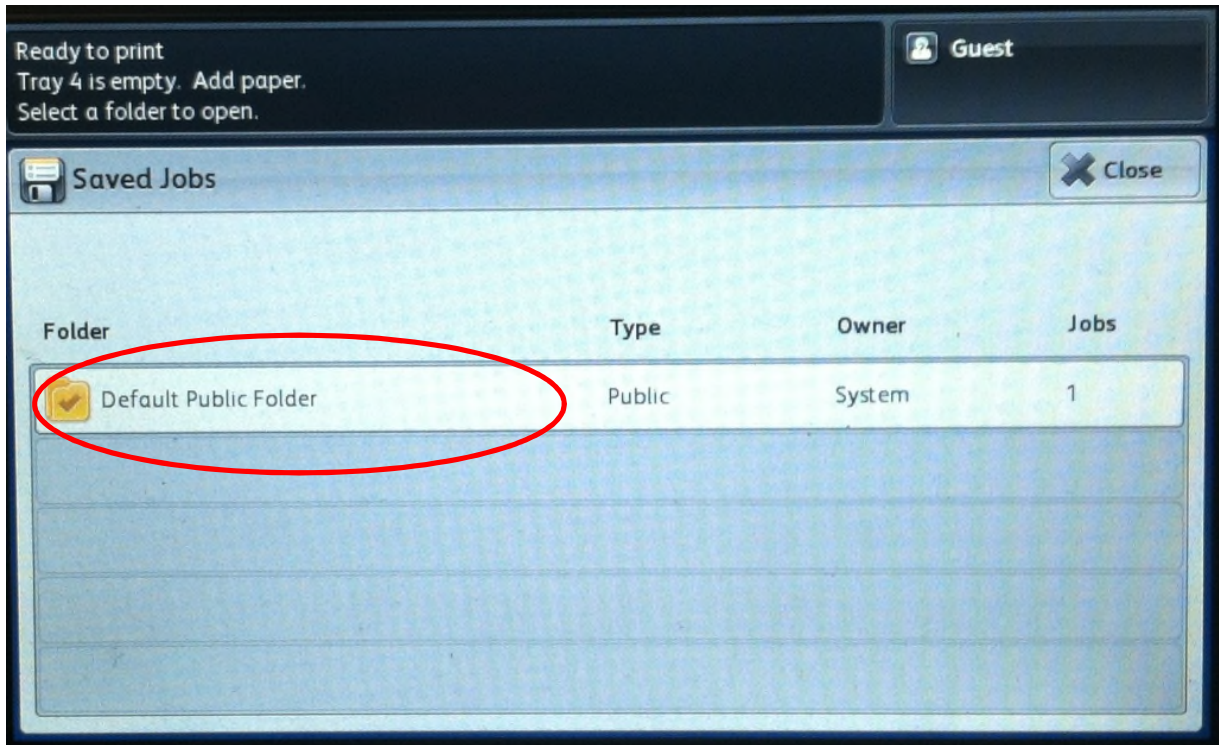 Ready to print
Tray 4 is empty. Add paper.
Select a folder to open.
Guest
Saved Jobs
Close
Folder Type Owner Jobs
Default Public Folder Public System 1